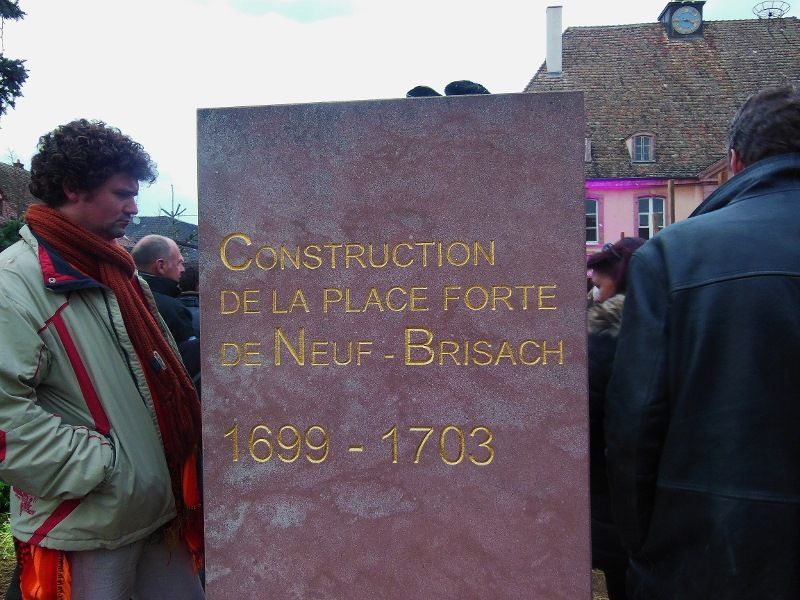 CONSTRUCTION
DE LA PLACE FORTE
DE NEUF - BRISACH
1699 - 1703